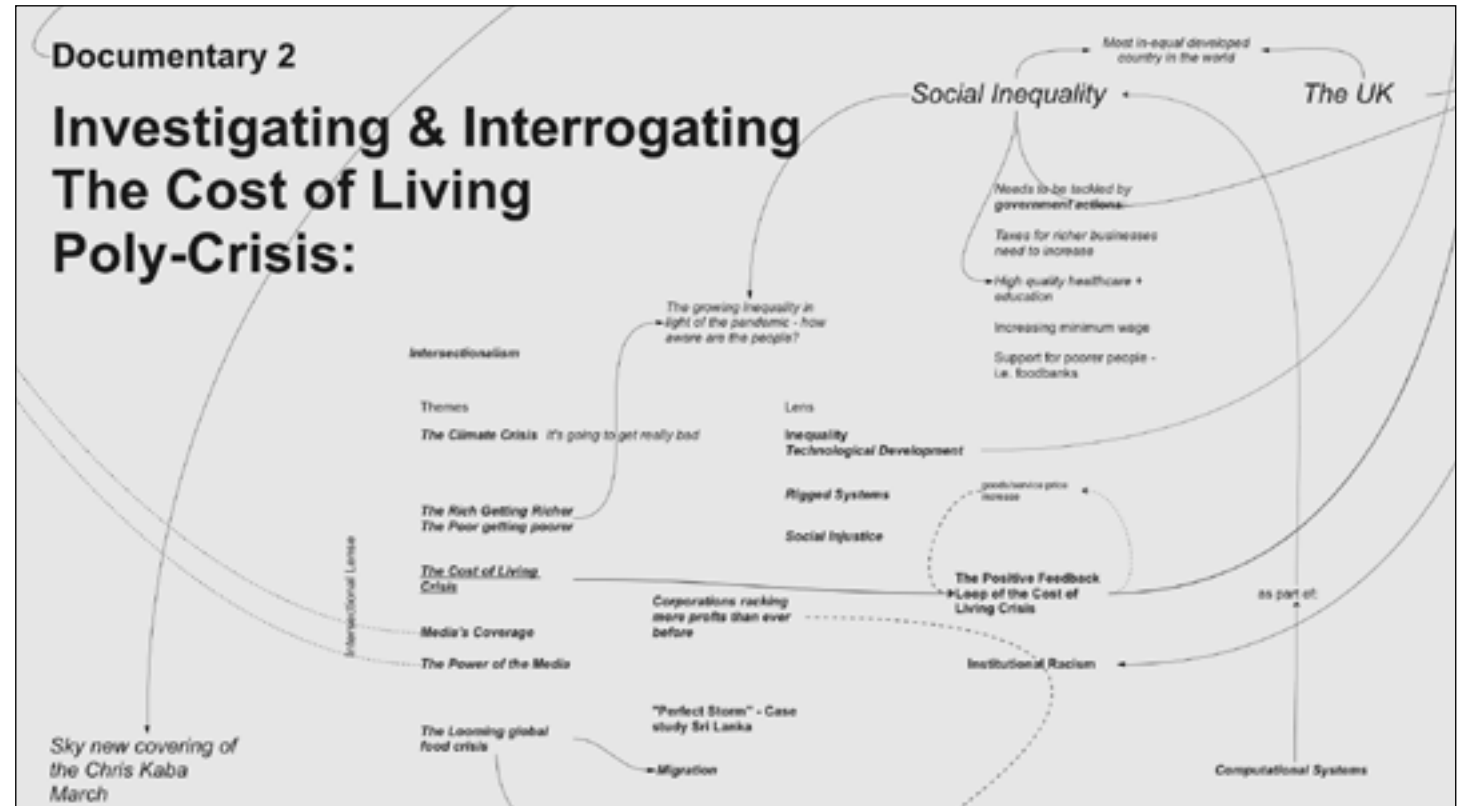 Documentary 2
Investigating & Interrogating
The Cost of Living
Poly-Crisis:
Most in-equal developed
country in the world
Social Inequality
The UK
Needs to be tackled by
government actions:
Taxes for richer businesses
need to increase
High quality healthcare +
education
Increasing minimum wage
Support for poorer people -
i.e. foodbanks
The growing inequality in
light of the pandemic - how
aware are the people?
Intersectionalism
Themes
The Climate Crisis It's going to get really bad
The Rich Getting Richer
The Poor getting poorer
The Cost of Living
Crisis
Media's Coverage
The Power of the Media
The Looming global
food crisis
Intersectional Lense
Lens
Inequality
Technological Development
Rigged Systems
Social Injustice
goods/service price
increase
The Positive Feedback
Loop of the Cost of
Living Crisis
Corporations racking
more profits than ever
before
Institutional Racism
as part of:
"Perfect Storm" - Case
study Sri Lanka
Migration
Computational Systems
Sky new covering of
the Chris Kaba
March